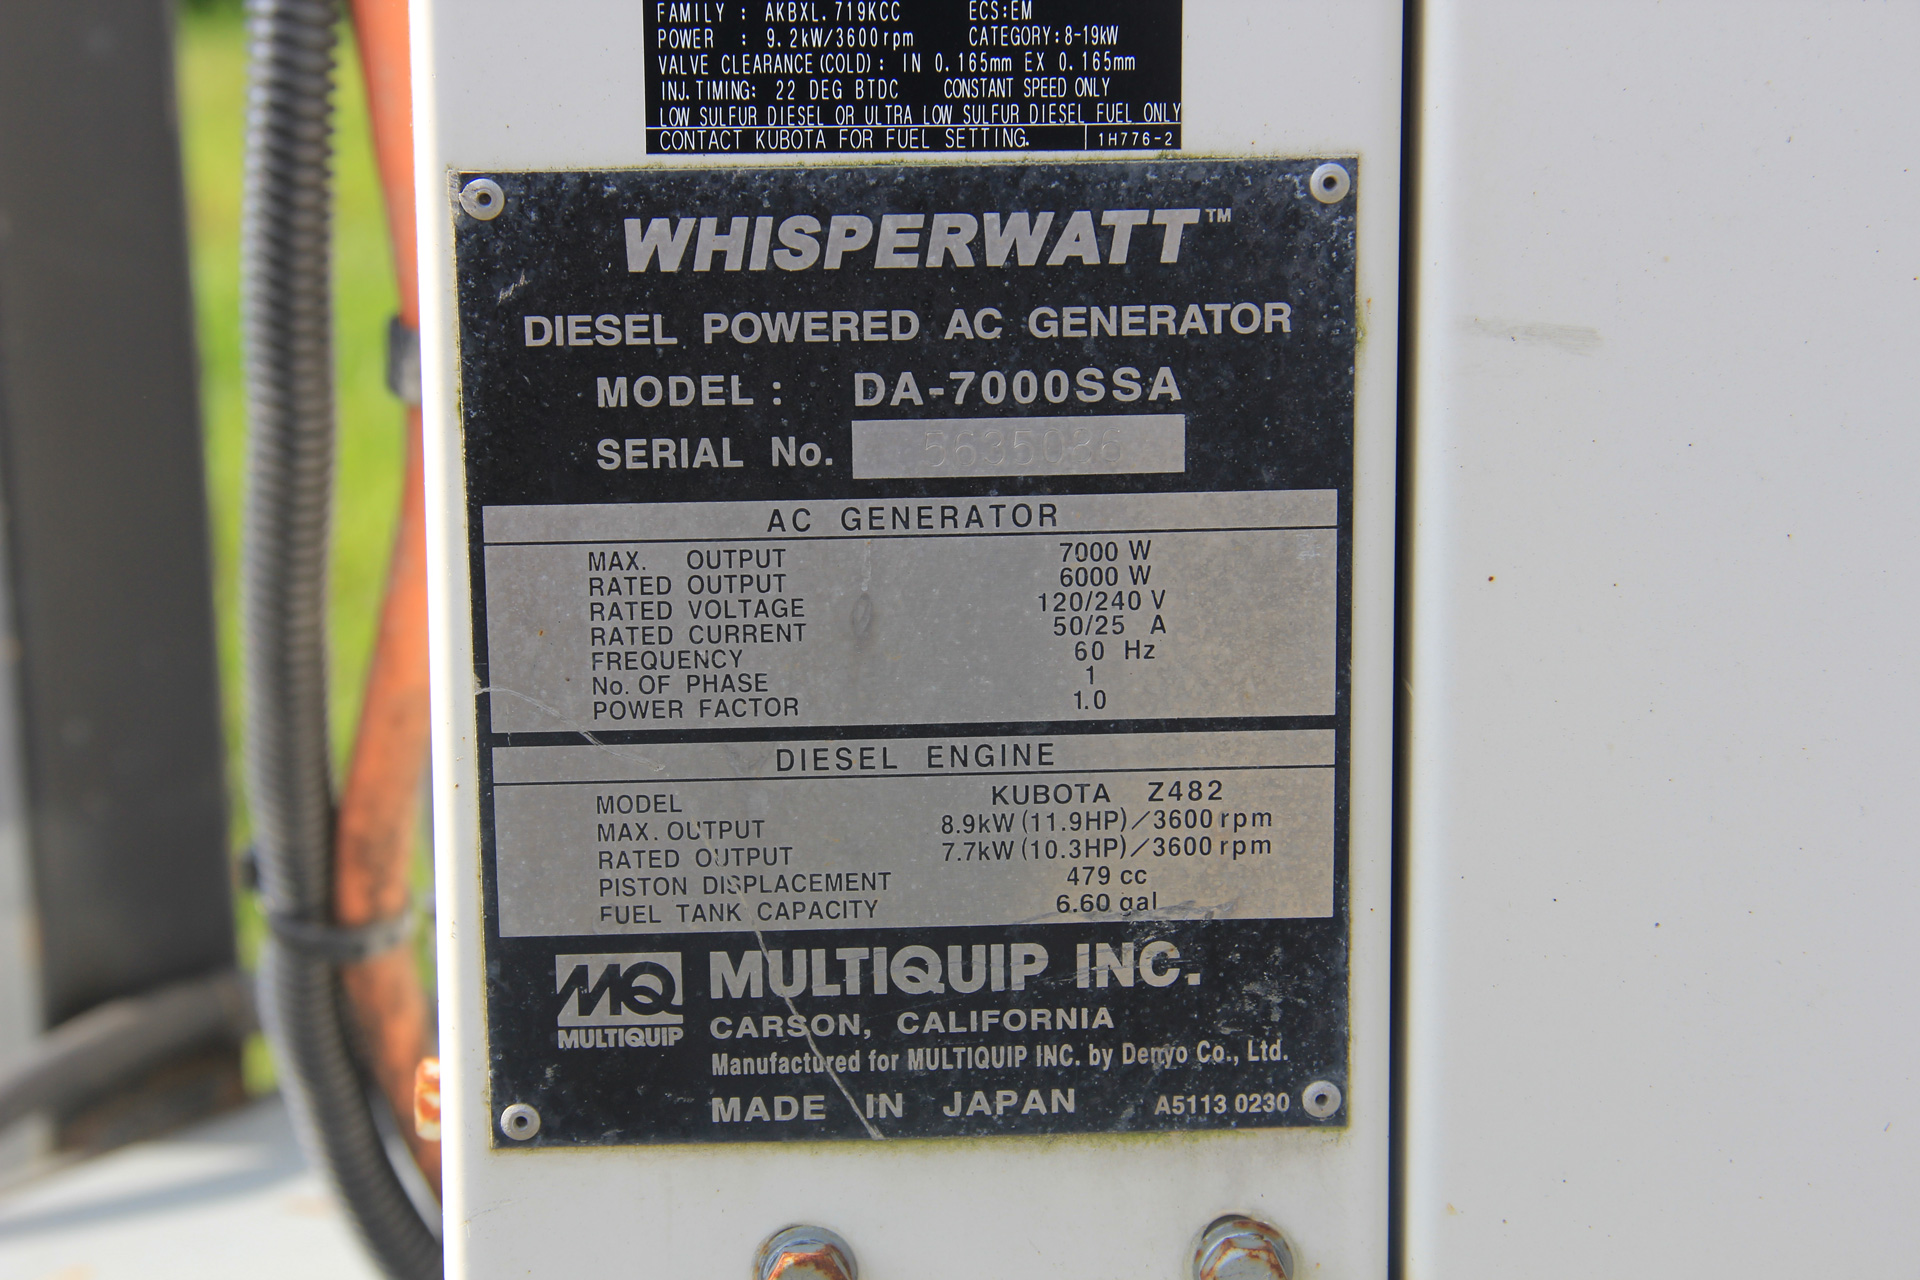 FAMILY : AKBXL.719KCC ECS:EM
POWER : 9.2kW/3600rpm CATEGORY:8-19kW
VALVE CLEARANCE(COLD): IN 0.165mm EX 0.165mm
INJ.TIMING: 22 DEG BTDC CONSTANT SPEED ONLY
LOW SULFUR DIESEL OR ULTRA LOW SULFUR DIESEL FUEL ONLY
CONTACT KUBOTA FOR FUEL SETTING. 1H776-2
WHISPERWATT™
DIESEL POWERED AC GENERATOR
MODEL : DA-7000SSA
SERIAL No. 5635036
AC GENERATOR
MAX. OUTPUT 7000 W
RATED OUTPUT 6000 W
RATED VOLTAGE 120/240 V
RATED CURRENT 50/25 A
FREQUENCY 60 Hz
No. OF PHASE 1
POWER FACTOR 1.0
DIESEL ENGINE
MODEL KUBOTA Z482
MAX. OUTPUT 8.9kW (11.9HP)/3600rpm
RATED OUTPUT 7.7kW (10.3HP)/3600rpm
PISTON DISPLACEMENT 479 cc
FUEL TANK CAPACITY 6.60 gal
MQ MULTIQUIP
MULTIQUIP INC.
CARSON, CALIFORNIA
Manufactured for MULTIQUIP INC. by Denyo Co., Ltd.
MADE IN JAPAN A5113 0230